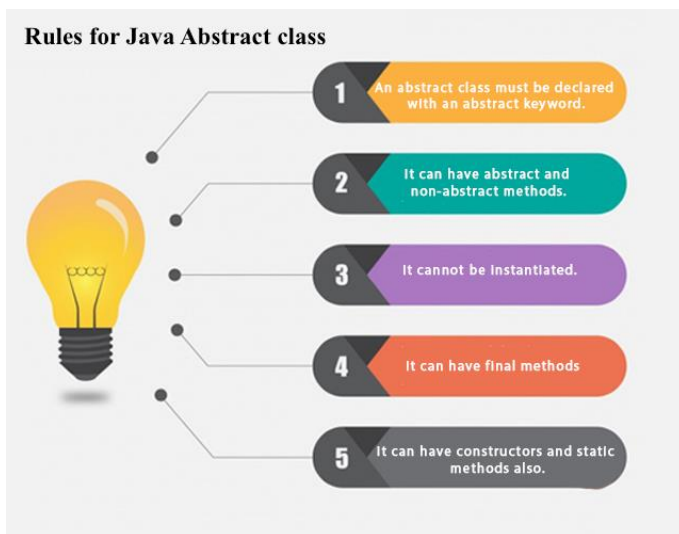 Rules for Java Abstract class
1
An abstract class must be declared
with an abstract keyword.
2
It can have abstract and
non-abstract methods.
3
It cannot be instantiated.
4
It can have final methods
5
It can have constructors and static
methods also.